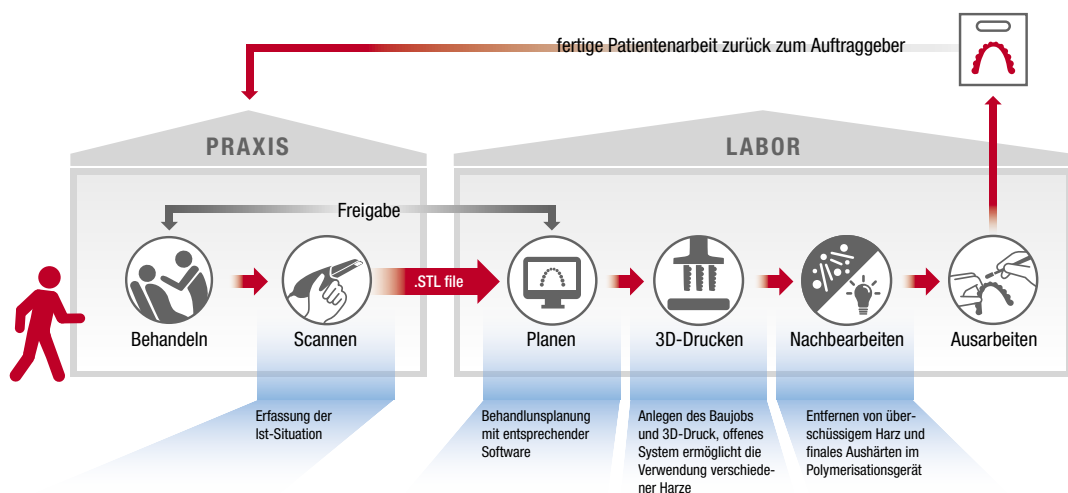 fertige Patientenarbeit zurück zum Auftraggeber
PRAXIS
LABOR
Freigabe
.STL file
Behandeln
Scannen
Planen
3D-Drucken
Nachbearbeiten
Ausarbeiten
Erfassung der
Ist-Situation
Behandlunsplanung
mit entsprechender
Software
Anlegen des Baujobs
und 3D-Druck, offenes
System ermöglicht die
Verwendung verschiede-
ner Harze
Entfernen von über-
schüssigem Harz und
finales Aushärten im
Polymerisationsgerät